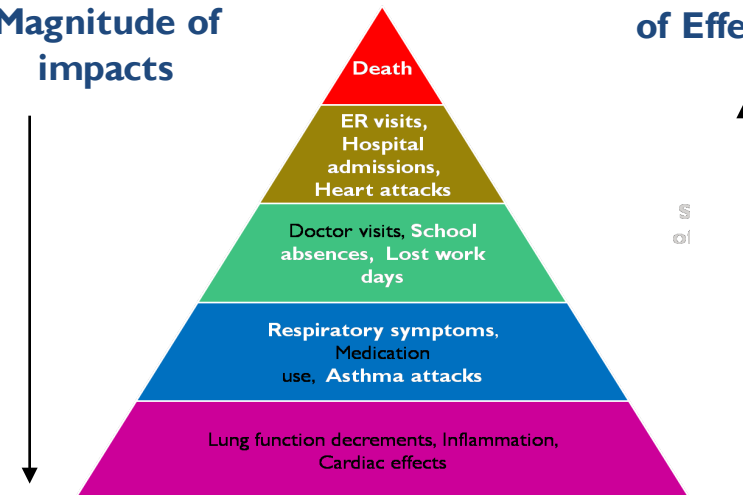 Magnitude of
impacts
of Effe
Death
ER visits,
Hospital
admissions,
Heart attacks
Doctor visits, School
absences, Lost work
days
Respiratory symptoms,
Medication
use, Asthma attacks
Lung function decrements, Inflammation,
Cardiac effects
S
of